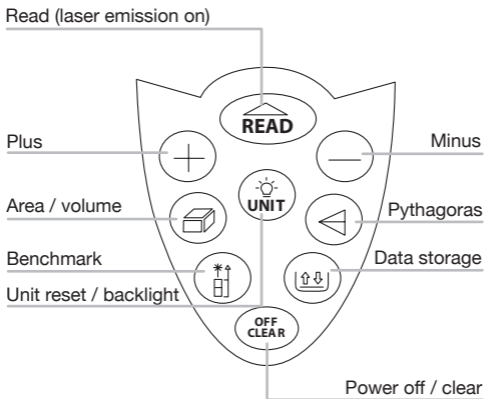 Read (laser emission on)
READ
Plus
Minus
UNIT
Area / volume
Pythagoras
Benchmark
Data storage
Unit reset / backlight
OFF
CLEAR
Power off / clear